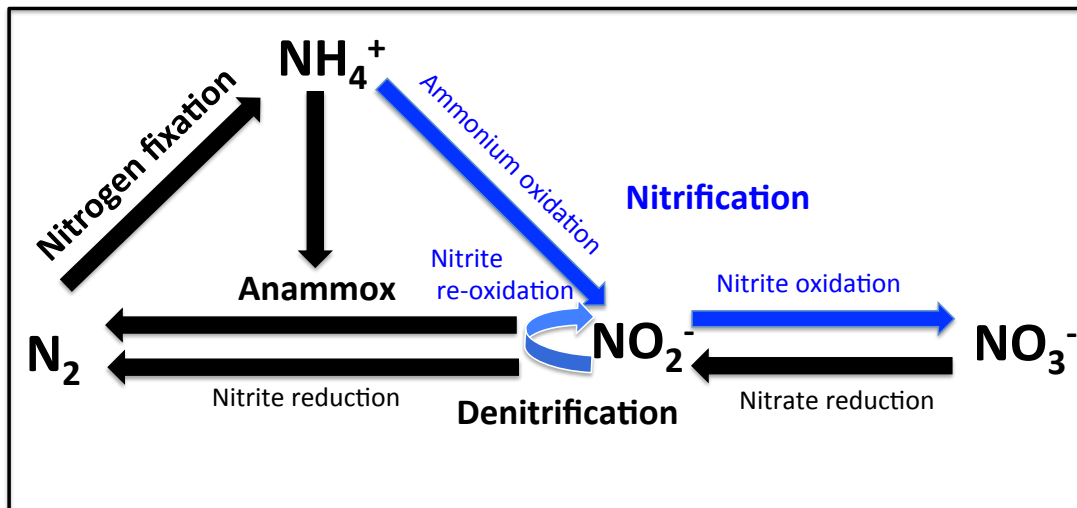 NH₄⁺
Nitrogen fixation
Ammonium oxidation
Nitrification
Anammox
Nitrite
re-oxidation
Nitrite oxidation
N₂
NO₂⁻
NO₃⁻
Nitrite reduction
Denitrification
Nitrate reduction